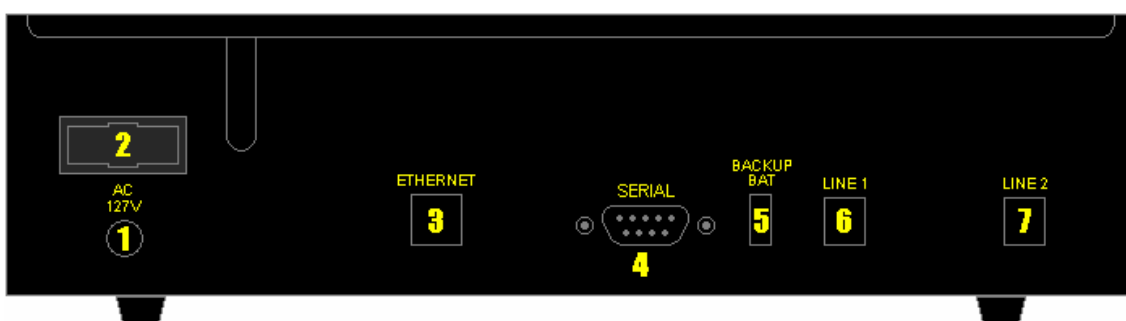 2
AC
127V
1
ETHERNET
3
SERIAL
4
BACKUP
BAT
5
LINE 1
6
LINE 2
7